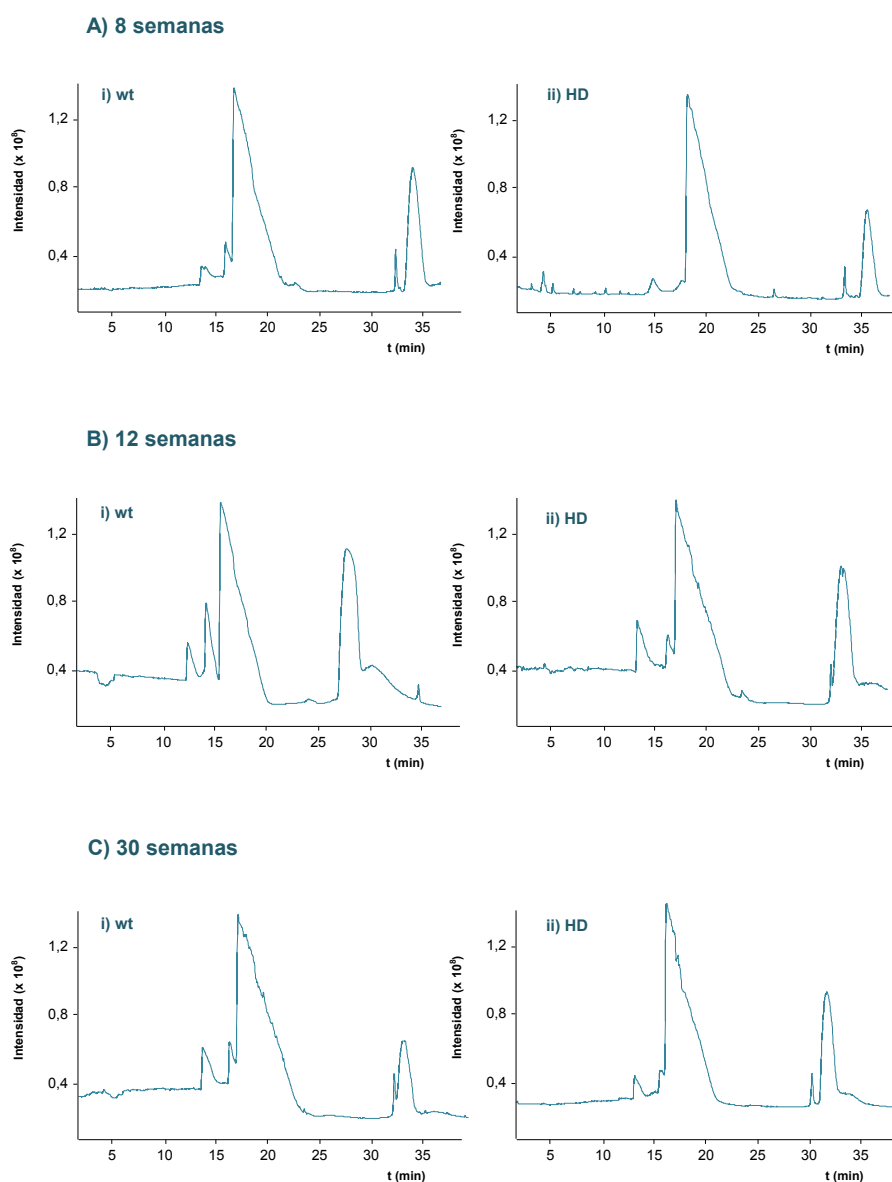 A) 8 semanas
i) wt
ii) HD
Intensidad (x 10⁸)
1,2
0,8
0,4
5 10 15 20 25 30 35
t (min)
Intensidad (x 10⁸)
1,2
0,8
0,4
5 10 15 20 25 30 35
t (min)
B) 12 semanas
i) wt
ii) HD
Intensidad (x 10⁸)
1,2
0,8
0,4
5 10 15 20 25 30 35
t (min)
Intensidad (x 10⁸)
1,2
0,8
0,4
5 10 15 20 25 30 35
t (min)
C) 30 semanas
i) wt
ii) HD
Intensidad (x 10⁸)
1,2
0,8
0,4
5 10 15 20 25 30 35
t (min)
Intensidad (x 10⁸)
1,2
0,8
0,4
5 10 15 20 25 30 35
t (min)